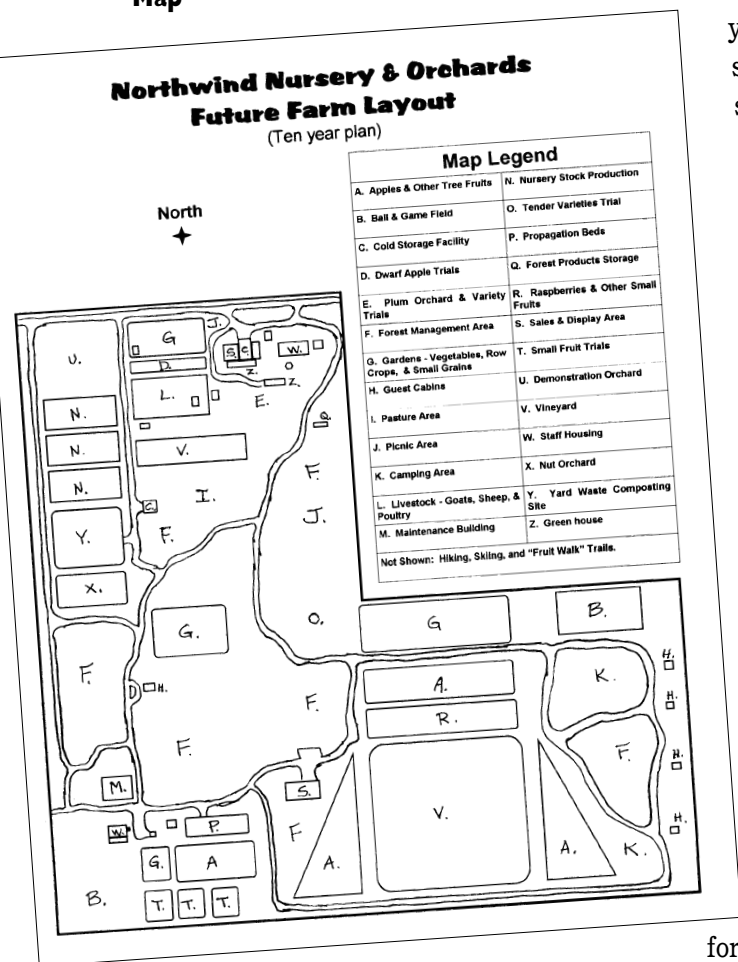 Map
y
s
s
Northwind Nursery & Orchards
Future Farm Layout
(Ten year plan)
North
Map Legend
A. Apples & Other Tree Fruits
B. Ball & Game Field
C. Cold Storage Facility
D. Dwarf Apple Trials
E. Plum Orchard & Variety
Trials
F. Forest Management Area
G. Gardens - Vegetables, Row
Crops, & Small Grains
H. Guest Cabins
I. Pasture Area
J. Picnic Area
K. Camping Area
L. Livestock - Goats, Sheep, &
Poultry
M. Maintenance Building
N. Nursery Stock Production
O. Tender Varieties Trial
P. Propagation Beds
Q. Forest Products Storage
R. Raspberries & Other Small
Fruits
S. Sales & Display Area
T. Small Fruit Trials
U. Demonstration Orchard
V. Vineyard
W. Staff Housing
X. Nut Orchard
Y. Yard Waste Composting
Site
Z. Green house
Not Shown: Hiking, Skiing, and "Fruit Walk" Trails.
U.
G
J.
S.
C.
W.
D.
Z.
Z.
L.
E.
N.
N.
V.
Q.
F.
N.
I.
J.
Y.
F.
X.
G.
O.
G
B.
F.
H.
A.
K.
H.
R.
H.
F.
F.
F.
H.
M.
S.
V.
W.
P.
F
H.
G.
A
A.
A.
K.
B.
T.
T.
T.
for